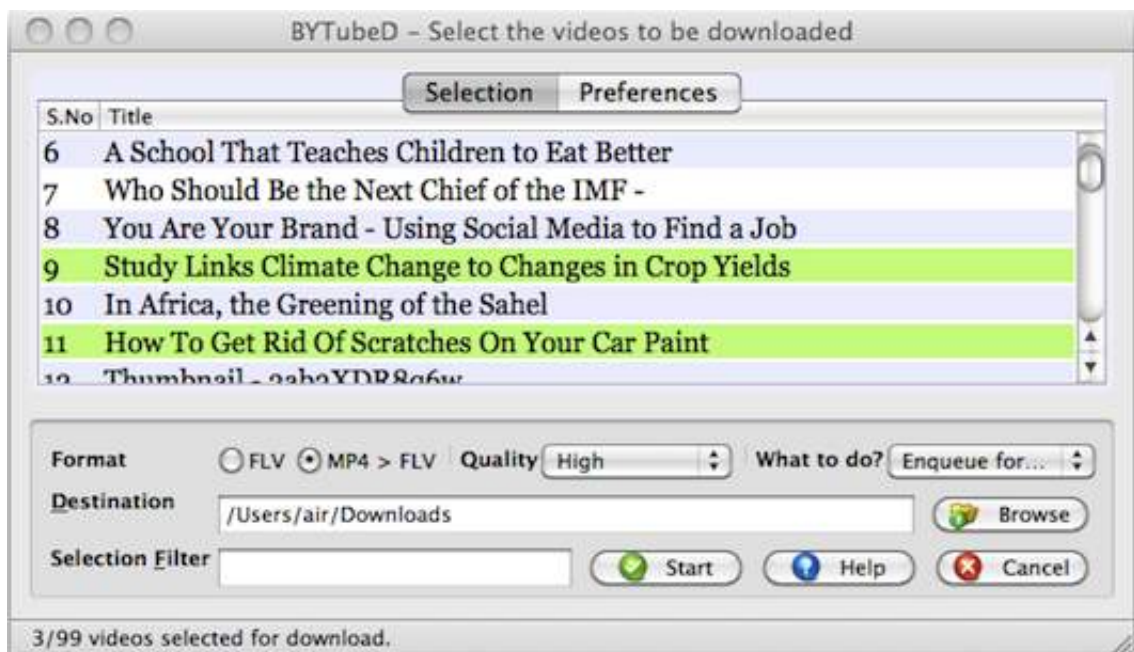 BYTubeD - Select the videos to be downloaded
Selection Preferences
S.No Title
6 A School That Teaches Children to Eat Better
7 Who Should Be the Next Chief of the IMF -
8 You Are Your Brand - Using Social Media to Find a Job
9 Study Links Climate Change to Changes in Crop Yields
10 In Africa, the Greening of the Sahel
11 How To Get Rid Of Scratches On Your Car Paint
12 Thumbnail -
Format FLV MP4 > FLV Quality High What to do? Enqueue for...
Destination /Users/air/Downloads Browse
Selection Filter Start Help Cancel
3/99 videos selected for download.